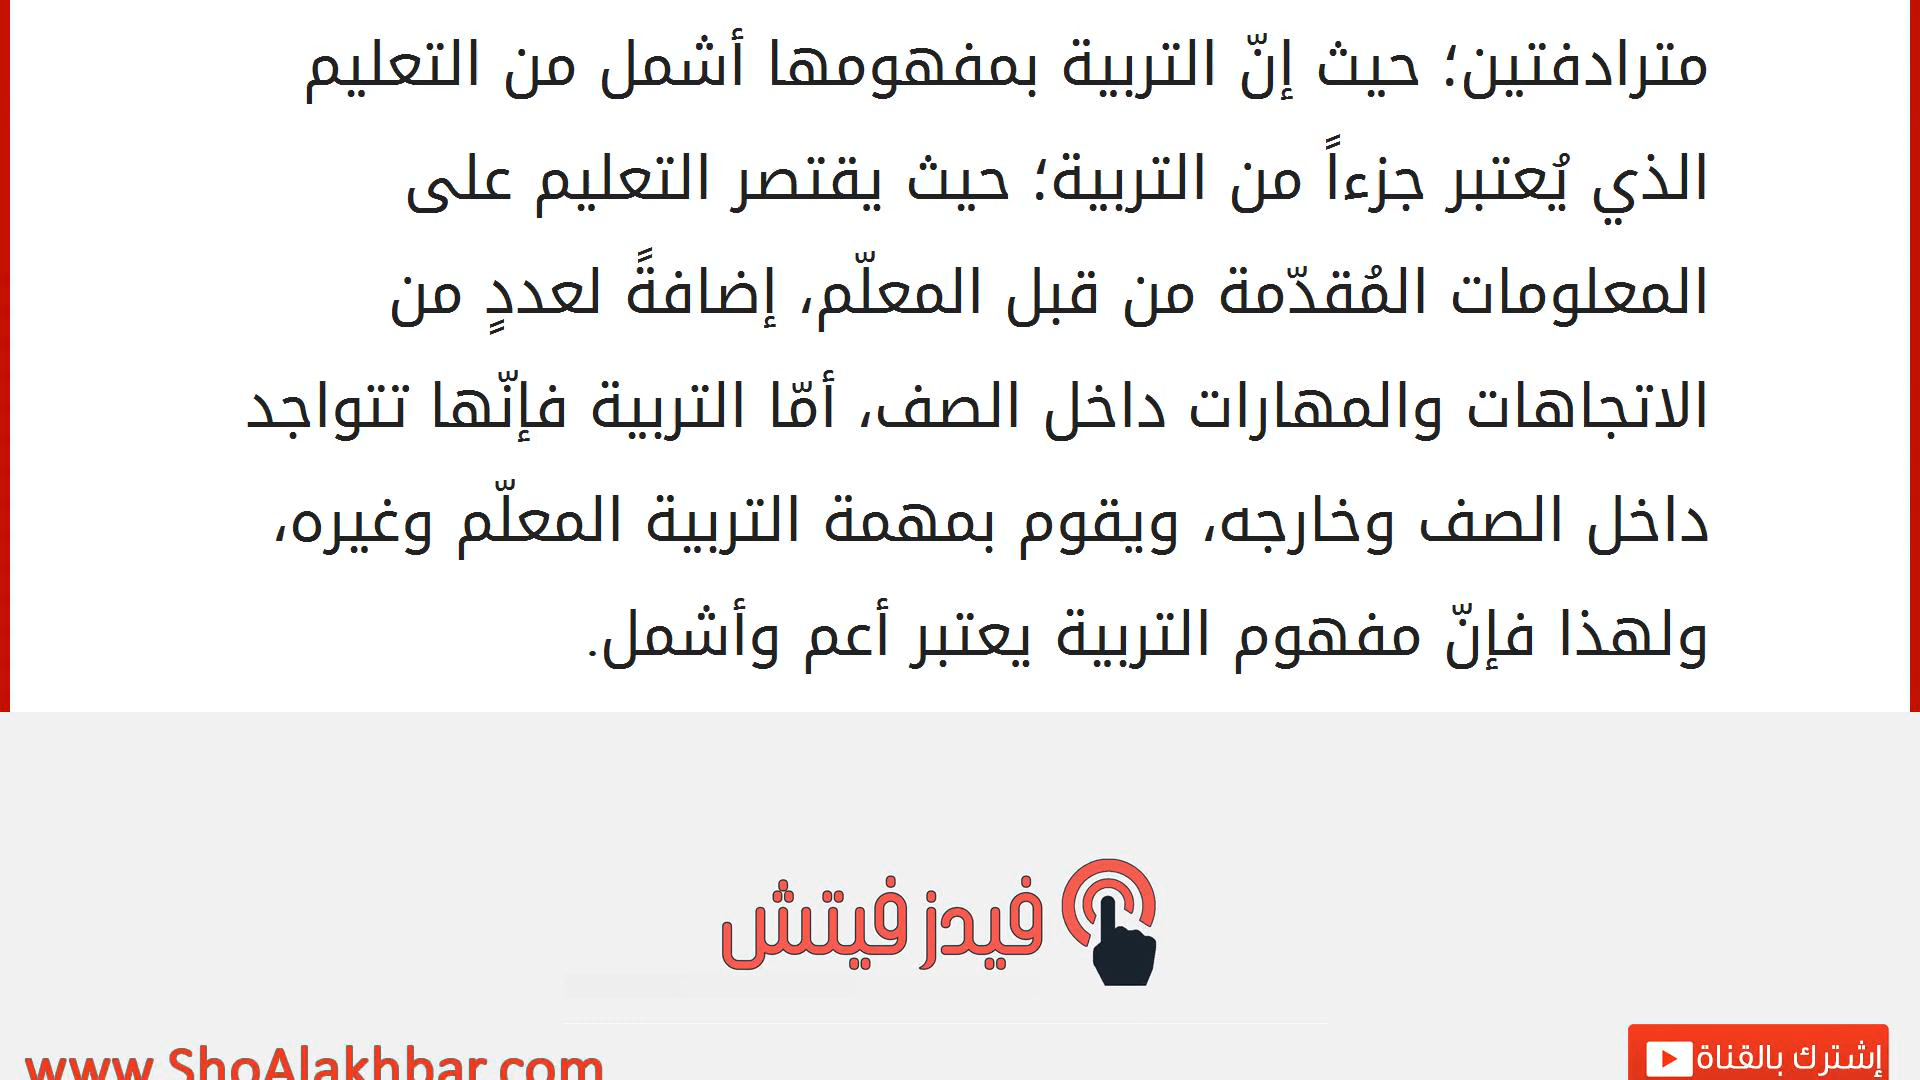 مترادفتين؛ حيث إنّ التربية بمفهومها أشمل من التعليم
الذي يُعتبر جزءاً من التربية؛ حيث يقتصر التعليم على
المعلومات المُقدّمة من قبل المعلّم، إضافةً لعددٍ من
الاتجاهات والمهارات داخل الصف، أمّا التربية فإنّها تتواجد
داخل الصف وخارجه، ويقوم بمهمة التربية المعلّم وغيره،
ولهذا فإنّ مفهوم التربية يعتبر أعم وأشمل.
فيدز فيتش
www.ShoAlakhbar.com
إشترك بالقناة